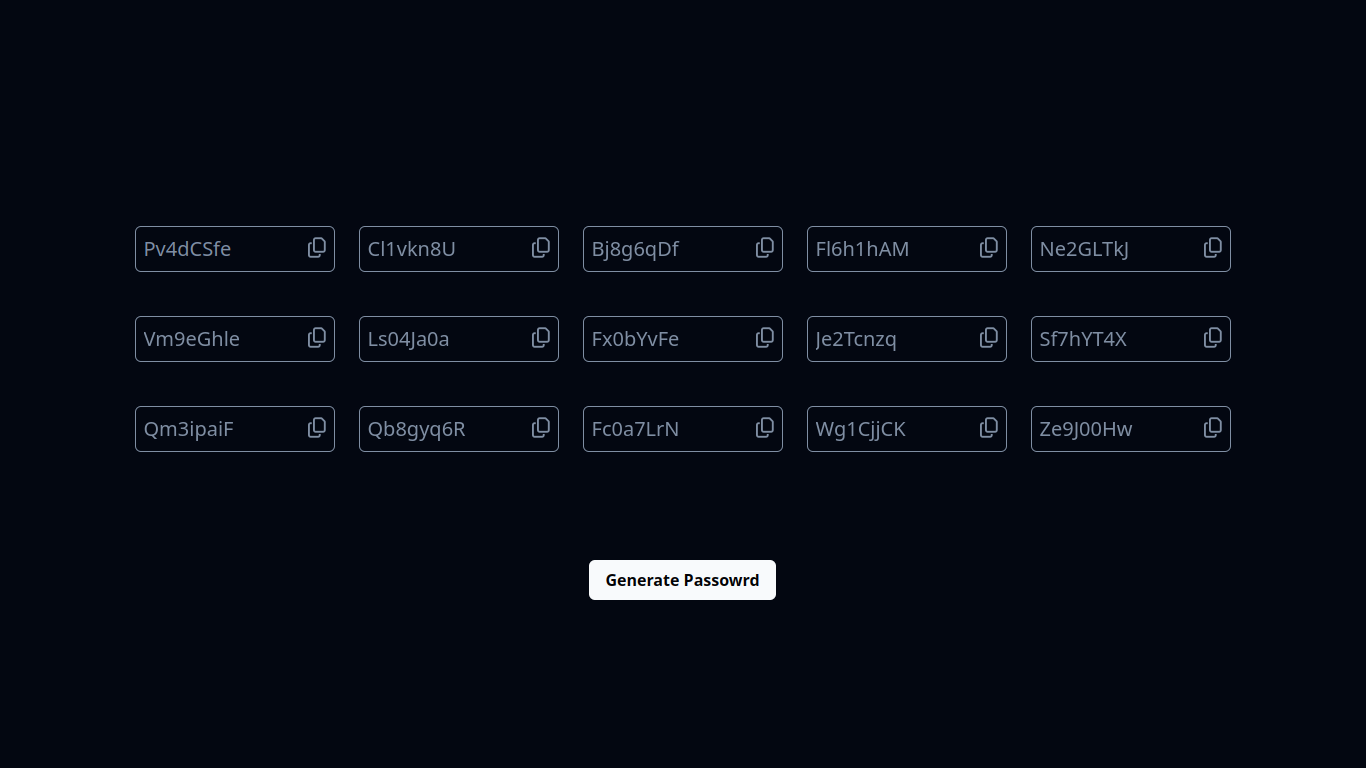 Pv4dCSfe Cl1vkn8U Bj8g6qDf Fl6h1hAM Ne2GLTkJ
Vm9eGhle Ls04Ja0a Fx0bYvFe Je2Tcnzq Sf7hYT4X
Qm3ipaiF Qb8gyq6R Fc0a7LrN Wg1CjjCK Ze9J00Hw
Generate Passowrd